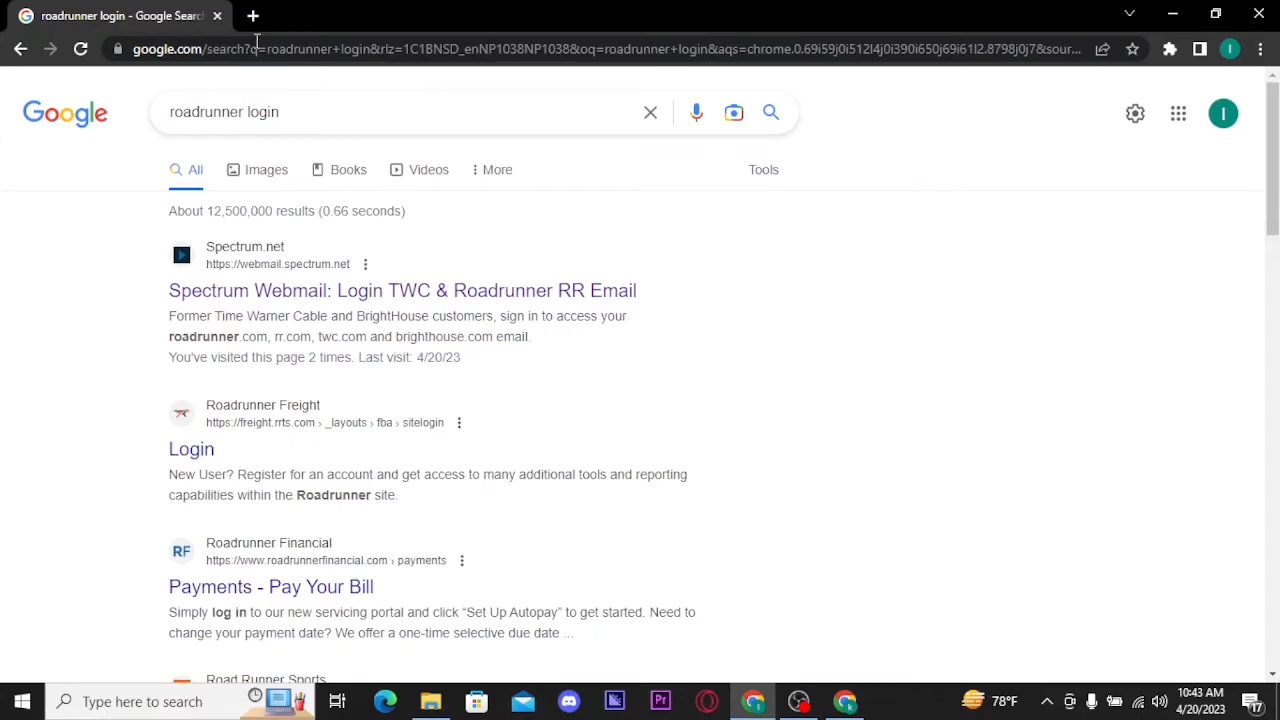 roadrunner login - Google Searc
google.com/search?q=roadrunner+login&rlz=1C1BNSD_enNP1038NP1038&oq=roadrunner+login&aqs=chrome.0.69i59j0i512l4j0i390i650j69i61l2.8798j0j7&sour...
I
Google
roadrunner login
I
All Images Books Videos More Tools
About 12,500,000 results (0.66 seconds)
Spectrum.net
https://webmail.spectrum.net
Spectrum Webmail: Login TWC & Roadrunner RR Email
Former Time Warner Cable and BrightHouse customers, sign in to access your
roadrunner.com, rr.com, twc.com and brighthouse.com email.
You've visited this page 2 times. Last visit: 4/20/23
Roadrunner Freight
https://freight.rrts.com › _layouts › fba › sitelogin
Login
New User? Register for an account and get access to many additional tools and reporting
capabilities within the Roadrunner site.
RF
Roadrunner Financial
https://www.roadrunnerfinancial.com › payments
Payments - Pay Your Bill
Simply log in to our new servicing portal and click “Set Up Autopay” to get started. Need to
change your payment date? We offer a one-time selective due date ...
Road Runner Sports
Type here to search
Pr
78°F
10:43 AM
4/20/2023
17